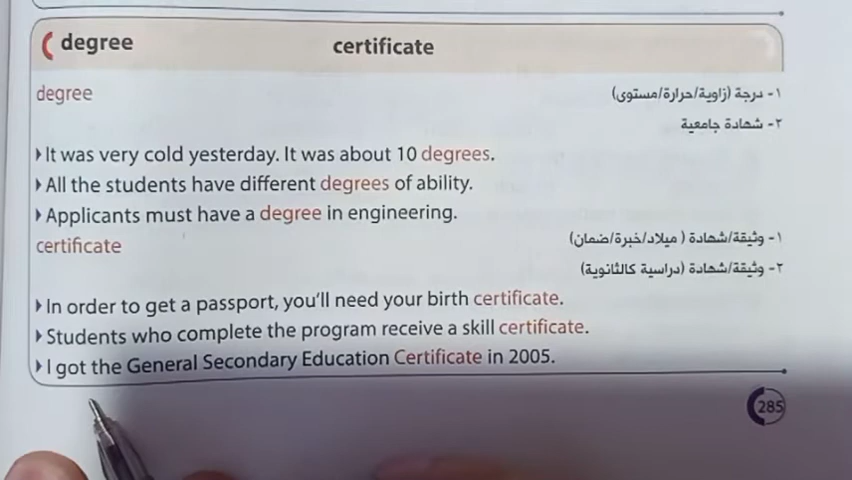 degree certificate
degree ١- درجة (زاوية/حرارة/مستوى)
٢- شهادة جامعية
It was very cold yesterday. It was about 10 degrees.
All the students have different degrees of ability.
Applicants must have a degree in engineering.
certificate ١- وثيقة/شهادة ( ميلاد/خبرة/ضمان)
٢- وثيقة/شهادة (دراسية كالثانوية)
In order to get a passport, you'll need your birth certificate.
Students who complete the program receive a skill certificate.
I got the General Secondary Education Certificate in 2005.
285